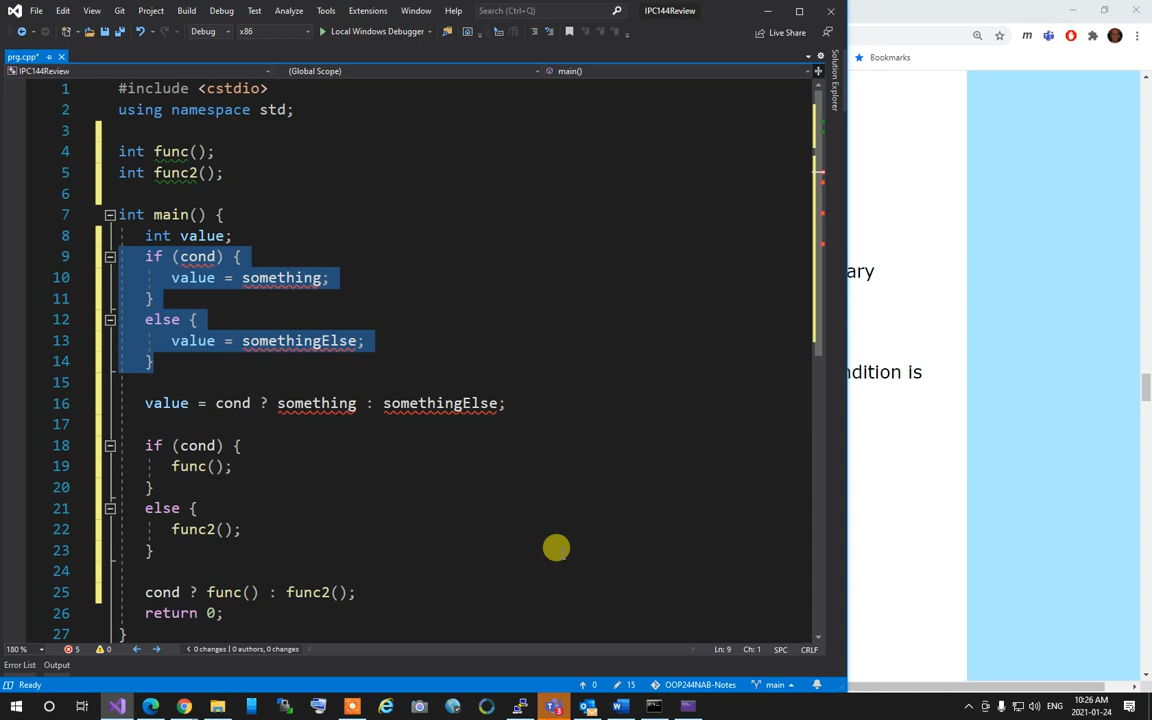 File Edit View Git Project Build Debug Test Analyze Tools Extensions Window Help Search (Ctrl+Q) IPC144Review
Debug x86 Local Windows Debugger Live Share
prg.cpp*
IPC144Review (Global Scope) main()
Bookmarks
Solution Explorer
1 #include <cstdio>
2 using namespace std;
3
4 int func();
5 int func2();
6
7 int main() {
8 int value;
9 if (cond) {
10 value = something;
11 }
12 else {
13 value = somethingElse;
14 }
15
16 value = cond ? something : somethingElse;
17
18 if (cond) {
19 func();
20 }
21 else {
22 func2();
23 }
24
25 cond ? func() : func2();
26 return 0;
27 }
ary
ndition is
180 % 5 0 0 changes | 0 authors, 0 changes Ln: 9 Ch: 1 SPC CRLF
Error List Output
Ready 0 15 OOP244NAB-Notes main
ENG 10:26 AM
2021-01-24